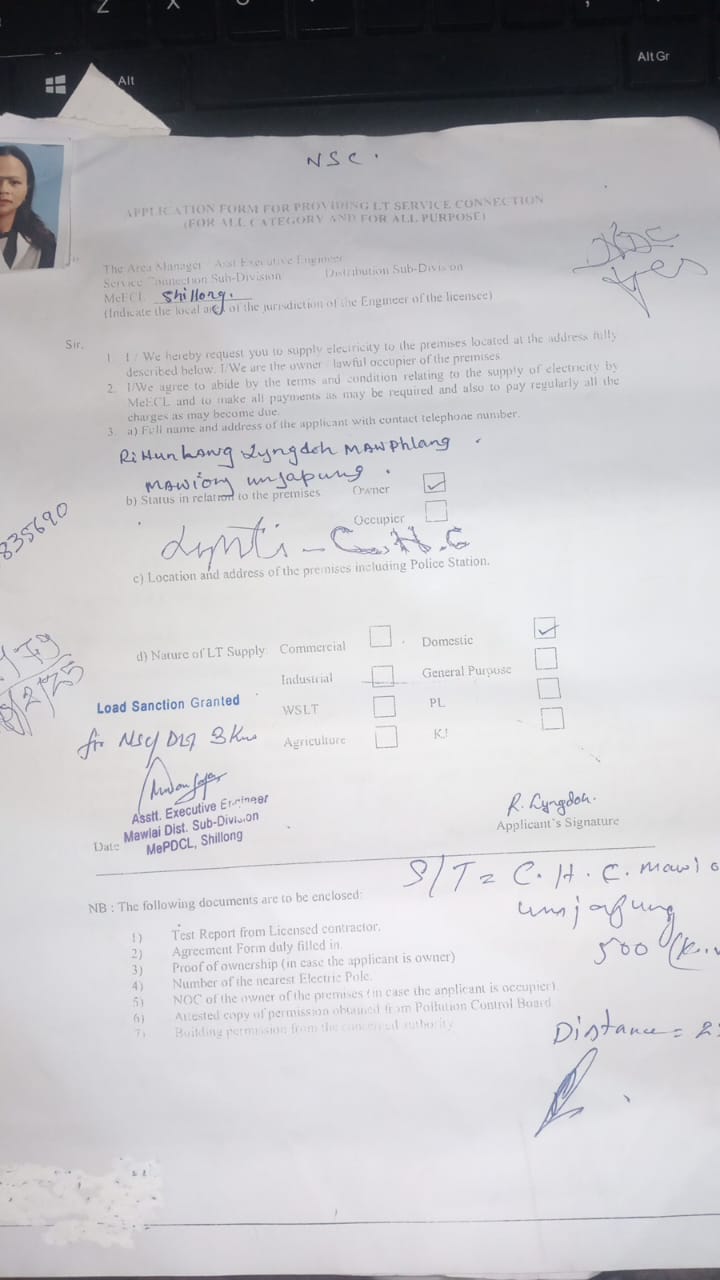 Alt
Alt Gr
NSC.
APPLICATION FORM FOR PROVIDING LT SERVICE CONNECTION
(FOR ALL CATEGORY AND FOR ALL PURPOSE)
The Area Manager Asst Executive Engineer
Service Connection Sub-Division Distribution Sub-Division
MeECL Shillong.
(Indicate the local area of the jurisdiction of the Engineer of the licensee)
Sir,
1. I / We hereby request you to supply electricity to the premises located at the address fully
described below. I/We are the owner / lawful occupier of the premises.
2. I/We agree to abide by the terms and condition relating to the supply of electricity by
MeECL and to make all payments as may be required and also to pay regularly all the
charges as may become due.
3. a) Full name and address of the applicant with contact telephone number.
Lyngdoh MAWPhlang
MAWiong umjapung
b) Status in relation to the premises Owner
Occupier
835690
C.H.C
c) Location and address of the premises including Police Station.
d) Nature of LT Supply: Commercial Domestic
Industrial General Purpose
WSLT PL
Agriculture KJ
Load Sanction Granted
for NSC/DLT 3Kw
Asstt. Executive Engineer
Mawlai Dist. Sub-Division
MePDCL, Shillong
Date
R. Lyngdoh.
Applicant's Signature
S/T = C.H.C. Mawio
umjapung
500
Distance = 2
NB : The following documents are to be enclosed:
1) Test Report from Licensed contractor.
2) Agreement Form duly filled in.
3) Proof of ownership (in case the applicant is owner)
4) Number of the nearest Electric Pole.
5) NOC of the owner of the premises (in case the applicant is occupier).
6) Attested copy of permission obtained from Pollution Control Board
7) Building permission from the concerned authority